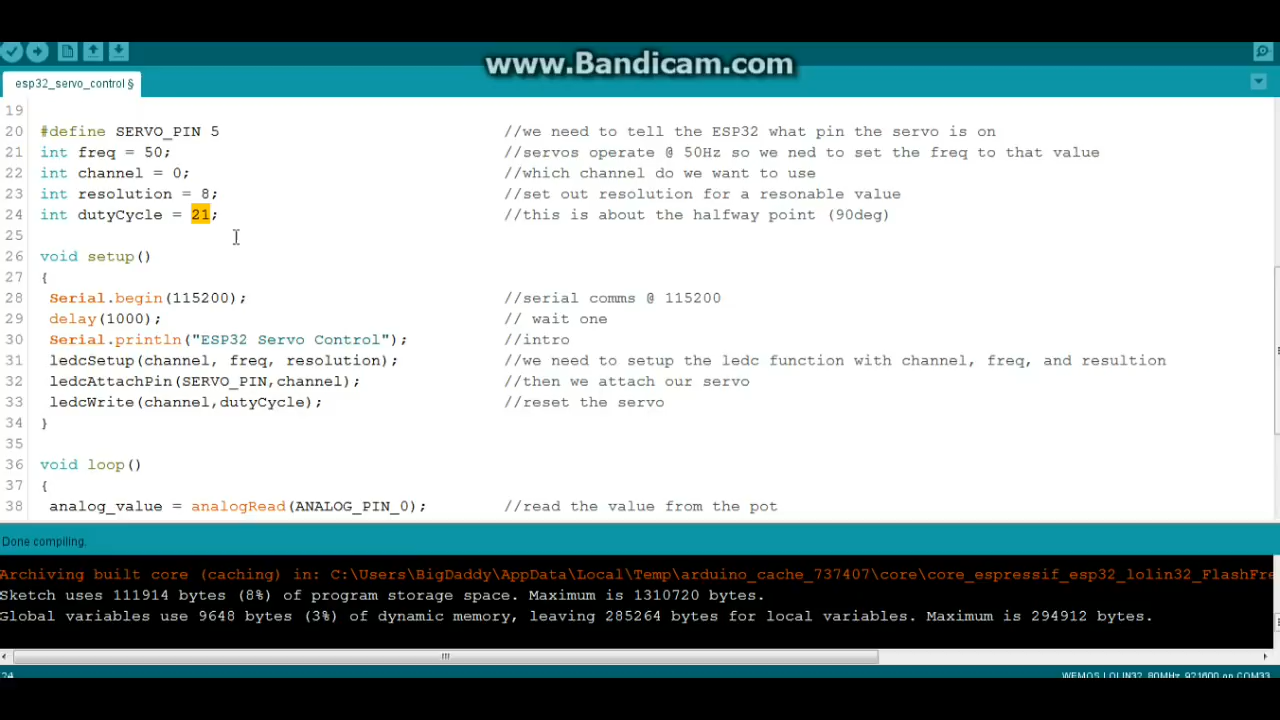 www.Bandicam.com
esp32_servo_control §
19
20 #define SERVO_PIN 5 //we need to tell the ESP32 what pin the servo is on
21 int freq = 50; //servos operate @ 50Hz so we ned to set the freq to that value
22 int channel = 0; //which channel do we want to use
23 int resolution = 8; //set out resolution for a resonable value
24 int dutyCycle = 21; //this is about the halfway point (90deg)
25
26 void setup()
27 {
28 Serial.begin(115200); //serial comms @ 115200
29 delay(1000); // wait one
30 Serial.println("ESP32 Servo Control"); //intro
31 ledcSetup(channel, freq, resolution); //we need to setup the ledc function with channel, freq, and resultion
32 ledcAttachPin(SERVO_PIN,channel); //then we attach our servo
33 ledcWrite(channel,dutyCycle); //reset the servo
34 }
35
36 void loop()
37 {
38 analog_value = analogRead(ANALOG_PIN_0); //read the value from the pot
Done compiling.
Archiving built core (caching) in: C:\Users\BigDaddy\AppData\Local\Temp\arduino_cache_737407\core\core_espressif_esp32_lolin32_FlashFre
Sketch uses 111914 bytes (8%) of program storage space. Maximum is 1310720 bytes.
Global variables use 9648 bytes (3%) of dynamic memory, leaving 285264 bytes for local variables. Maximum is 294912 bytes.
24 WEMOS LOLIN32, 80MHz, 921600 on COM33